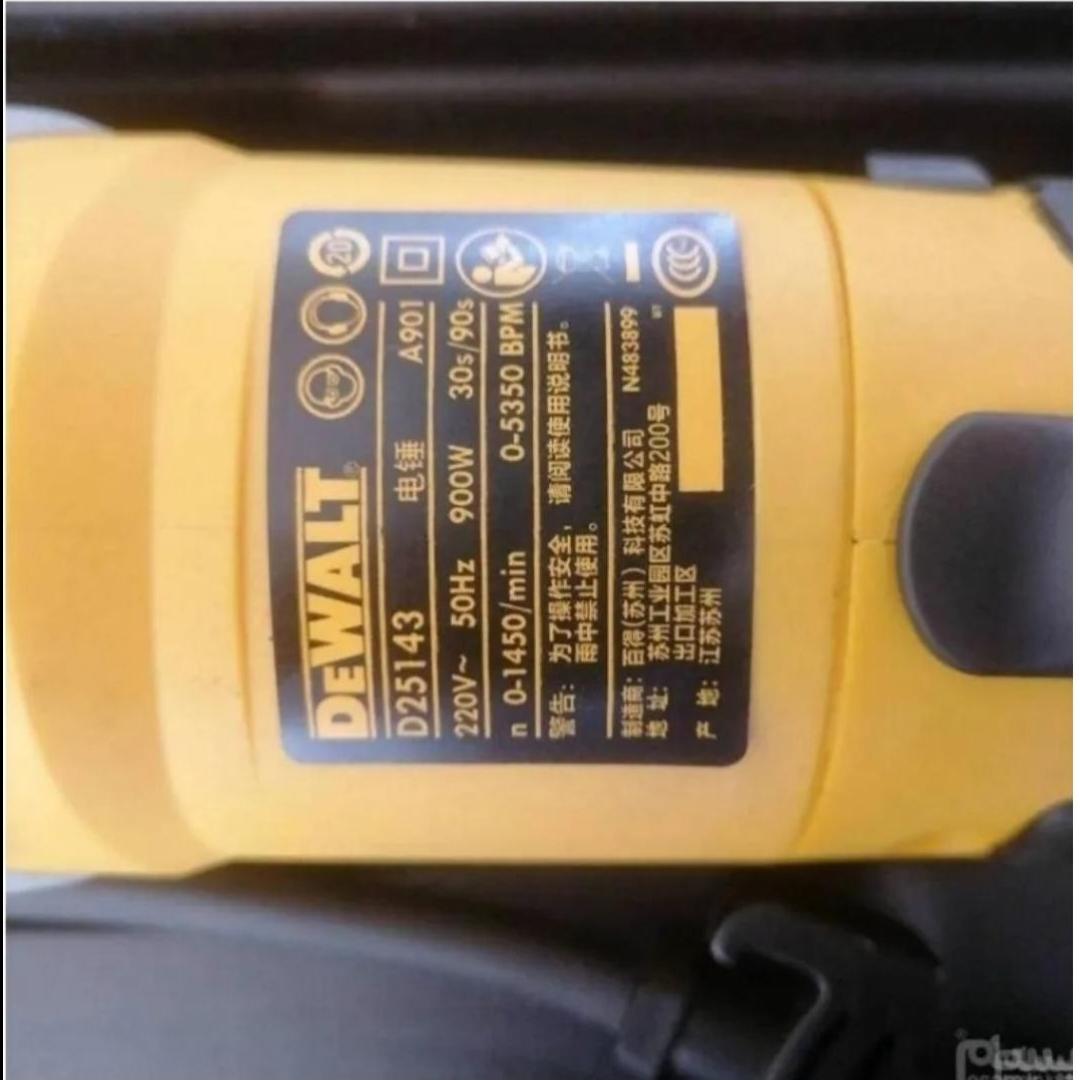 20
DEWALT®
D25143 电锤 A901
220V~ 50Hz 900W 30s/90s
n 0-1450/min 0-5350 BPM
警告: 为了操作安全，请阅读使用说明书。
雨中禁止使用。
制造商: 百得(苏州)科技有限公司 N483899
地 址: 苏州工业园区苏虹中路200号
出口加工区
产 地: 江苏苏州